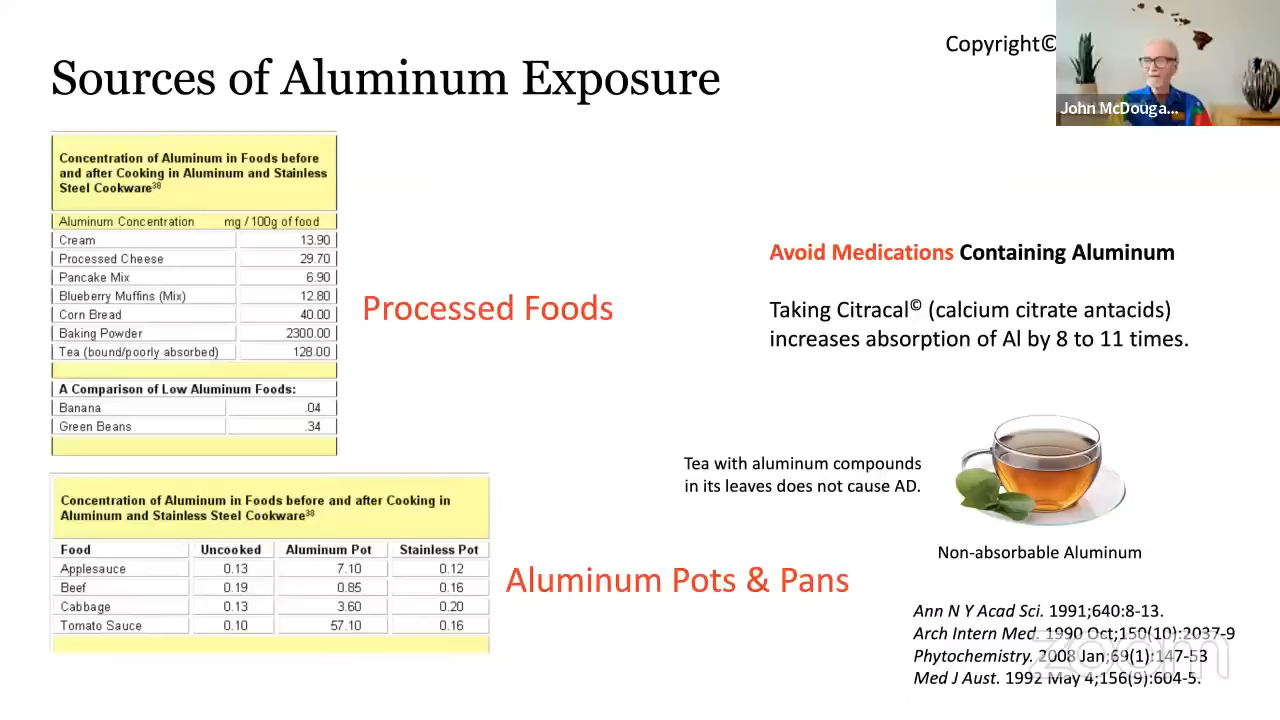 Sources of Aluminum Exposure
Copyright©
John McDouga...
Concentration of Aluminum in Foods before
and after Cooking in Aluminum and Stainless
Steel Cookware38
Aluminum Concentration mg / 100g of food
Cream 13.90
Processed Cheese 29.70
Pancake Mix 6.90
Blueberry Muffins (Mix) 12.80
Corn Bread 40.00
Baking Powder 2300.00
Tea (bound/poorly absorbed) 128.00
A Comparison of Low Aluminum Foods:
Banana .04
Green Beans .34
Processed Foods
Avoid Medications Containing Aluminum
Taking Citracal© (calcium citrate antacids)
increases absorption of Al by 8 to 11 times.
Tea with aluminum compounds
in its leaves does not cause AD.
Non-absorbable Aluminum
Concentration of Aluminum in Foods before and after Cooking in
Aluminum and Stainless Steel Cookware38
Food Uncooked Aluminum Pot Stainless Pot
Applesauce 0.13 7.10 0.12
Beef 0.19 0.85 0.16
Cabbage 0.13 3.60 0.20
Tomato Sauce 0.10 57.10 0.16
Aluminum Pots & Pans
Ann N Y Acad Sci. 1991;640:8-13.
Arch Intern Med. 1990 Oct;150(10):2037-9
Phytochemistry. 2008 Jan;69(1):147-53
Med J Aust. 1992 May 4;156(9):604-5.
zoom